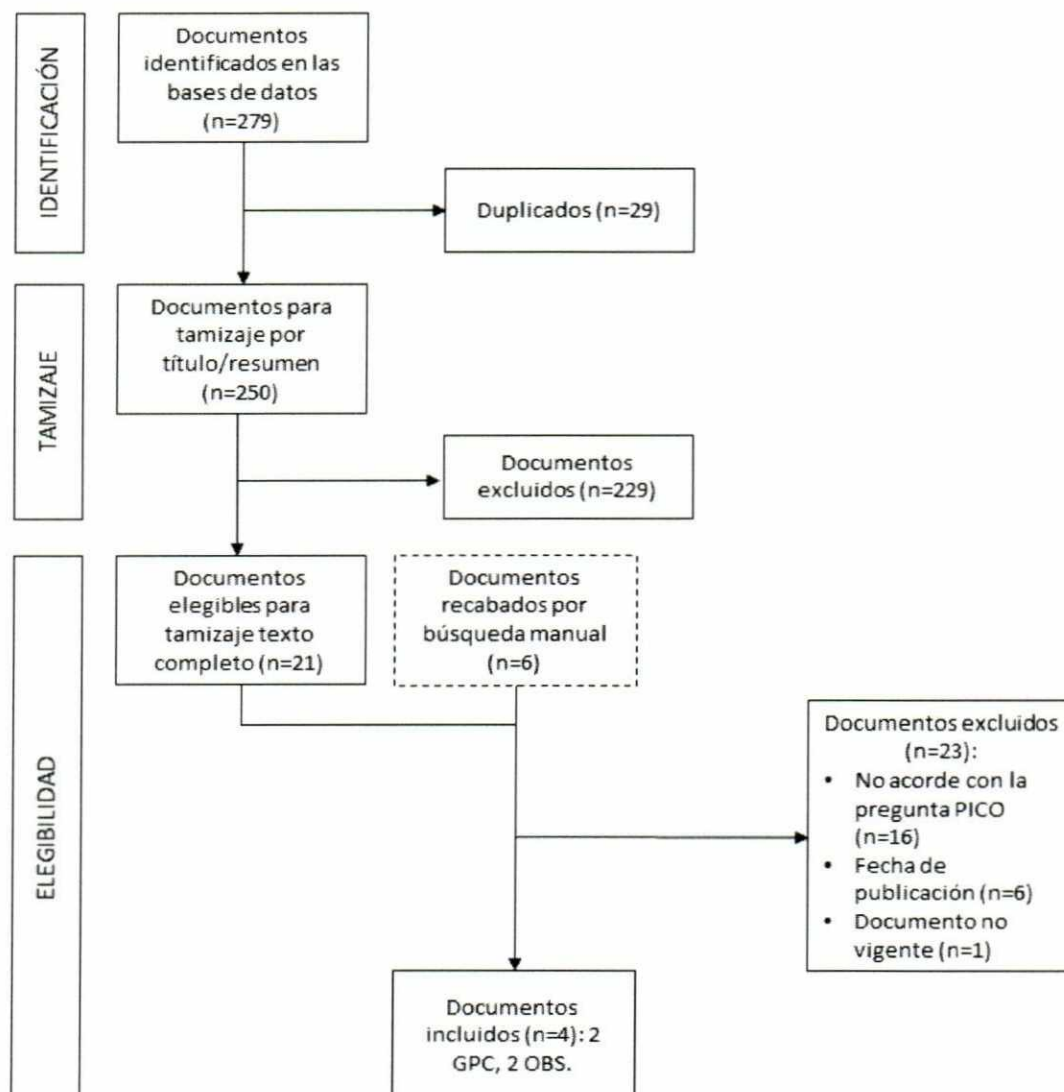 IDENTIFICACIÓN
Documentos
identificados en las
bases de datos
(n=279)
Duplicados (n=29)
TAMIZAJE
Documentos para
tamizaje por
título/resumen
(n=250)
Documentos
excluidos (n=229)
ELEGIBILIDAD
Documentos
elegibles para
tamizaje texto
completo (n=21)
Documentos
recabados por
búsqueda manual
(n=6)
Documentos excluidos
(n=23):
• No acorde con la
pregunta PICO
(n=16)
• Fecha de
publicación (n=6)
• Documento no
vigente (n=1)
Documentos
incluidos (n=4): 2
GPC, 2 OBS.